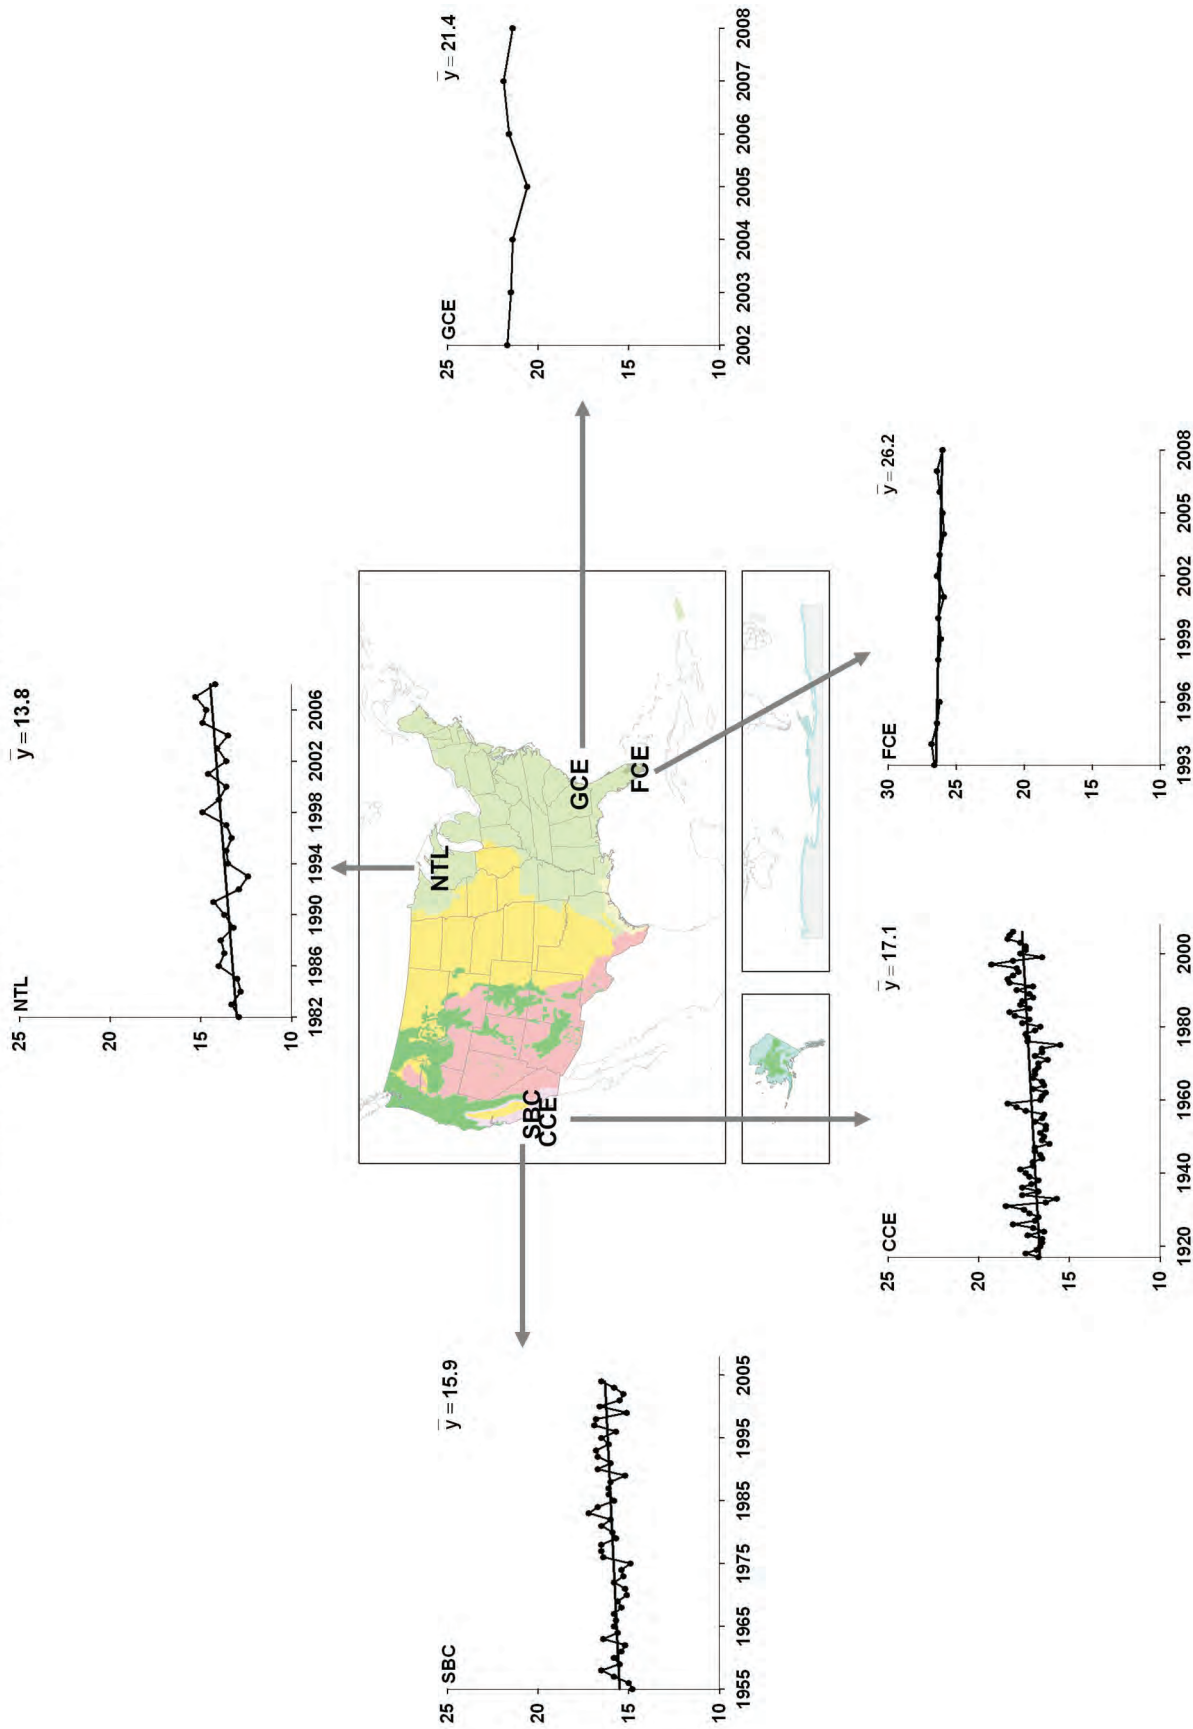 NTL
ȳ = 13.8
25
20
15
10
1982 1986 1990 1994 1998 2002 2006
SBC
ȳ = 15.9
25
20
15
10
1955 1965 1975 1985 1995 2005
NTL
SBC
CCE
GCE
FCE
GCE
ȳ = 21.4
25
20
15
10
2002 2003 2004 2005 2006 2007 2008
CCE
ȳ = 17.1
25
20
15
10
1920 1940 1960 1980 2000
FCE
ȳ = 26.2
30
25
20
15
10
1993 1996 1999 2002 2005 2008